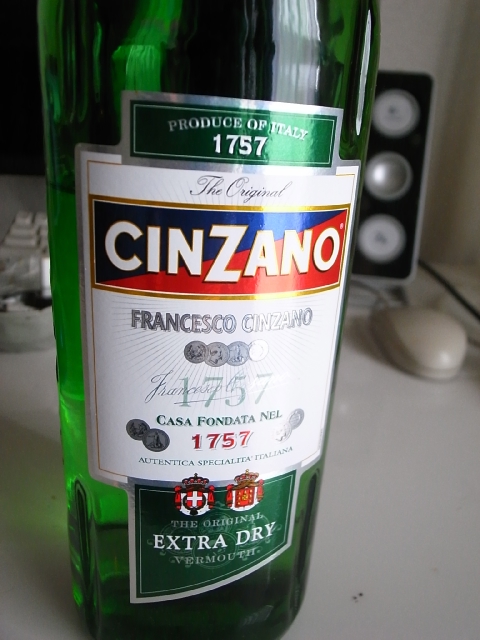 PRODUCE OF ITALY
1757
The Original
CINZANO
FRANCESCO CINZANO
1757
CASA FONDATA NEL
1757
AUTENTICA SPECIALITA' ITALIANA
THE ORIGINAL
EXTRA DRY
VERMOUTH